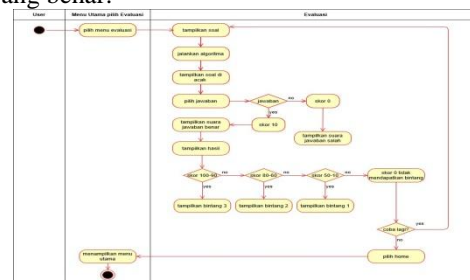 ang benar.
User
Menu Utama pilih Evaluasi
Evaluasi
pilih menu evaluasi
tampilkan soal
jalankan algoritma
tampilkan soal di
acak
pilih jawaban
jawaban
no
skor 0
yes
tampilkan suara
jawaban benar
skor 10
tampilkan suara
jawaban salah
tampilkan hasil
skor 100-90
no
skor 80-60
no
skor 50-10
no
skor 0 tidak
mendapatkan bintang
yes
yes
yes
tampilkan bintang 3
tampilkan bintang 2
tampilkan bintang 1
coba lagi?
yes
no
menampilkan menu
utama
pilih home